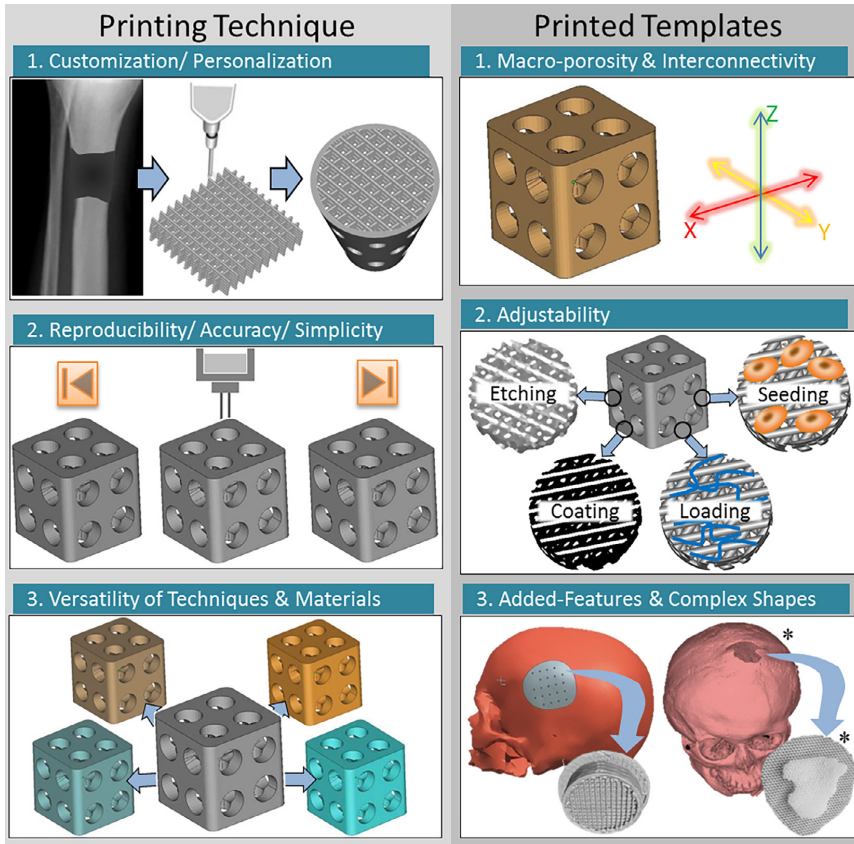 Printing Technique
1. Customization/ Personalization
2. Reproducibility/ Accuracy/ Simplicity
3. Versatility of Techniques & Materials
Printed Templates
1. Macro-porosity & Interconnectivity
Z
X
Y
2. Adjustability
Etching
Seeding
Coating
Loading
3. Added-Features & Complex Shapes
*
*